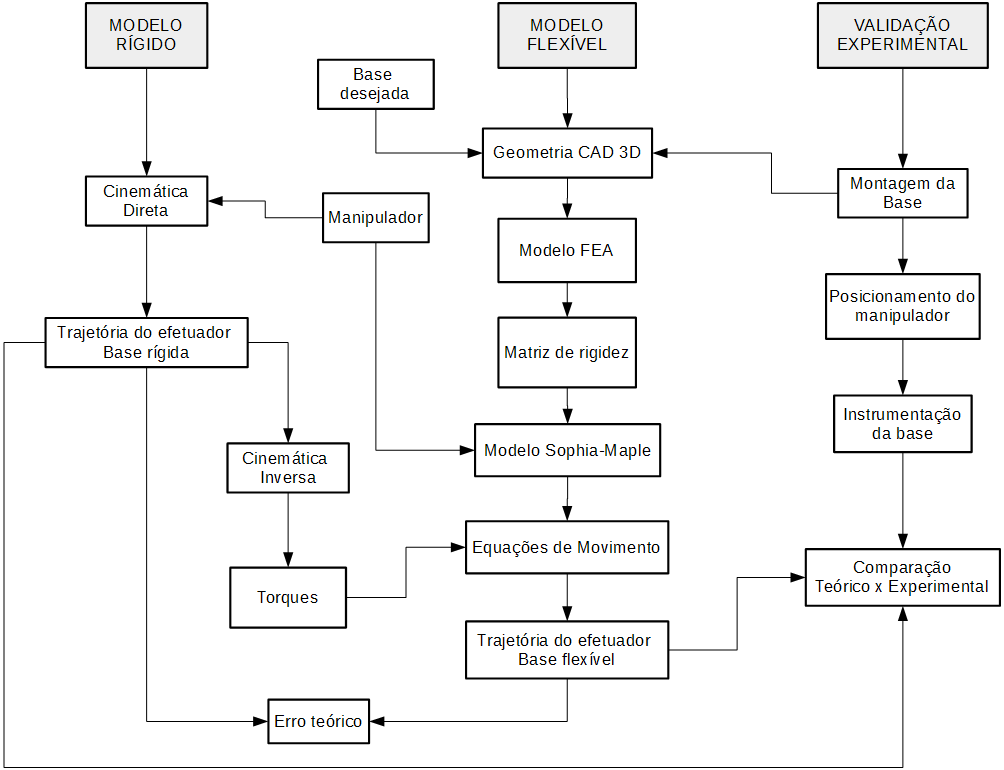 MODELO
RÍGIDO
MODELO
FLEXÍVEL
VALIDAÇÃO
EXPERIMENTAL
Base
desejada
Geometria CAD 3D
Cinemática
Direta
Manipulador
Montagem da
Base
Modelo FEA
Posicionamento do
manipulador
Trajetória do efetuador
Base rígida
Matriz de rigidez
Instrumentação
da base
Cinemática
Inversa
Modelo Sophia-Maple
Equações de Movimento
Comparação
Teórico x Experimental
Torques
Trajetória do efetuador
Base flexível
Erro teórico